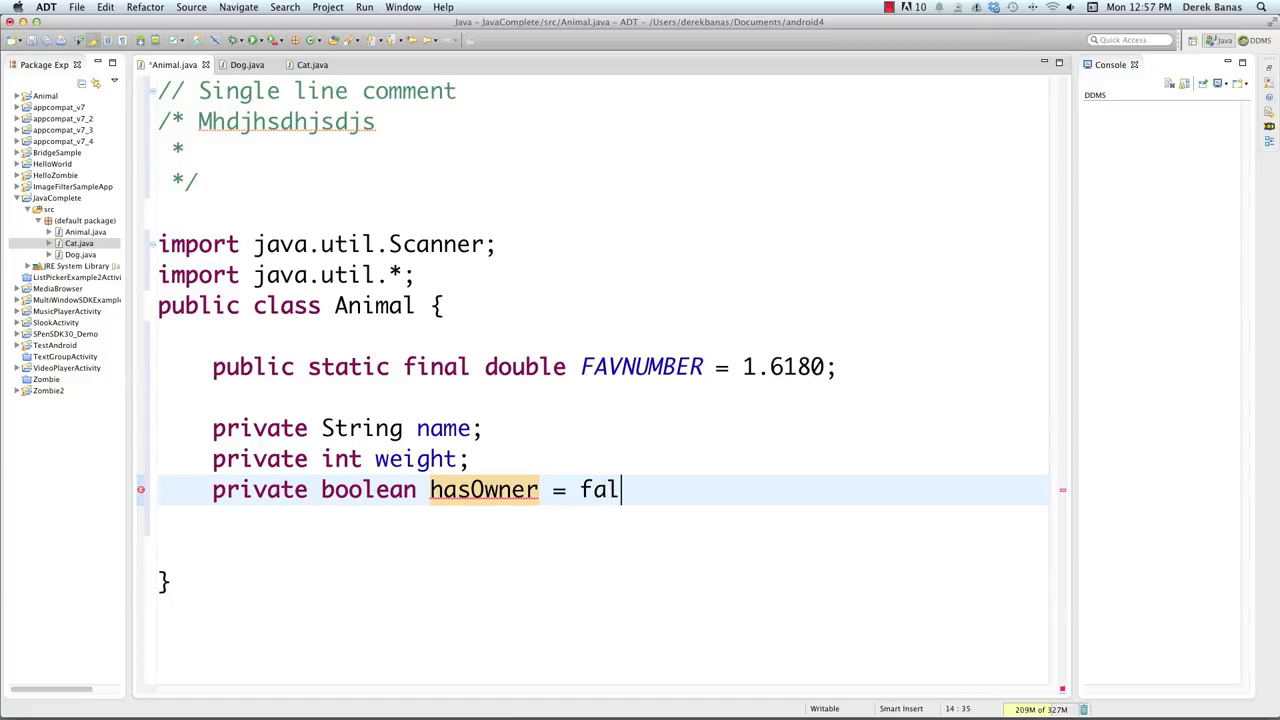 ADT File Edit Refactor Source Navigate Search Project Run Window Help 10 Mon 12:57 PM Derek Banas
Java - JavaComplete/src/Animal.java - ADT - /Users/derekbanas/Documents/android4
Quick Access Java DDMS
Package Exp
*Animal.java Dog.java Cat.java
Console
DDMS
Animal
appcompat_v7
appcompat_v7_2
appcompat_v7_3
appcompat_v7_4
BridgeSample
HelloWorld
HelloZombie
ImageFilterSampleApp
JavaComplete
src
(default package)
Animal.java
Cat.java
Dog.java
JRE System Library [Ja
ListPickerExample2Activi
MediaBrowser
MultiWindowSDKExample
MusicPlayerActivity
SlookActivity
SPenSDK30_Demo
TestAndroid
TextGroupActivity
VideoPlayerActivity
Zombie
Zombie2
// Single line comment
/* Mhdjhsdhjsdjs
*
*/
import java.util.Scanner;
import java.util.*;
public class Animal {
public static final double FAVNUMBER = 1.6180;
private String name;
private int weight;
private boolean hasOwner = fal
}
Writable Smart Insert 14 : 35 209M of 327M